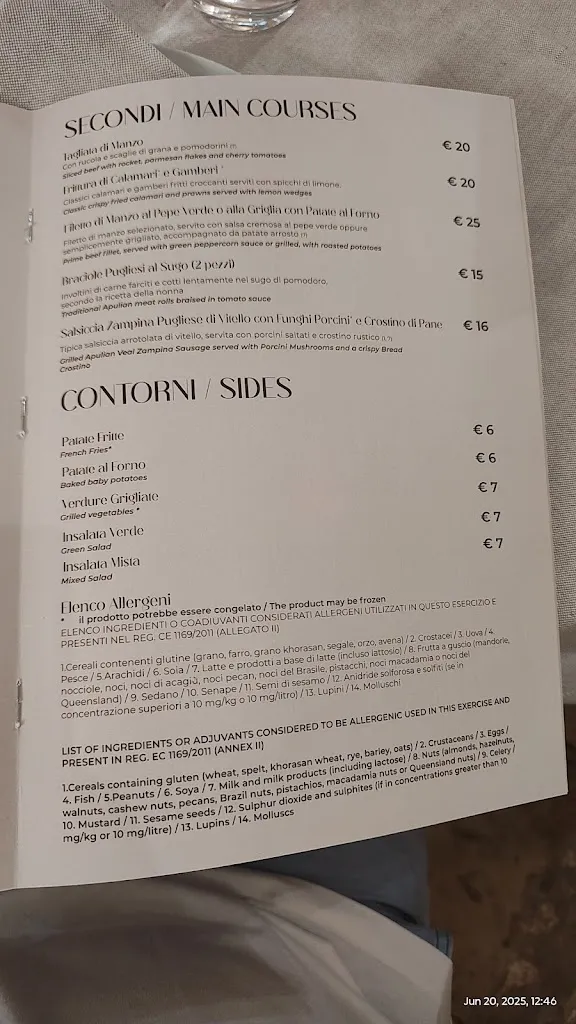 SECONDI / MAIN COURSES
Tagliata di Manzo € 20
Con rucola e scaglie di grana e pomodorini (7)
Sliced beef with rocket, parmesan flakes and cherry tomatoes
Frittura di Calamari* e Gamberi* € 20
Classici calamari e gamberi fritti croccanti serviti con spicchi di limone.
Classic crispy fried calamari and prawns served with lemon wedges
Filetto di Manzo al Pepe Verde o alla Griglia con Patate al Forno € 25
Filetto di manzo selezionato, servito con salsa cremosa al pepe verde oppure
semplicemente grigliato, accompagnato da patate arrosto (7)
Prime beef fillet, served with green peppercorn sauce or grilled, with roasted potatoes
Braciole Pugliesi al Sugo (2 pezzi) € 15
Involtini di carne farciti e cotti lentamente nel sugo di pomodoro,
secondo la ricetta della nonna
Traditional Apulian meat rolls braised in tomato sauce
Salsiccia Zampina Pugliese di Vitello con Funghi Porcini* e Crostino di Pane € 16
Tipica salsiccia arrotolata di vitello, servita con porcini saltati e crostino rustico (1,7)
Grilled Apulian Veal Zampina Sausage served with Porcini Mushrooms and a crispy Bread
Crostino
CONTORNI / SIDES
Patate Fritte € 6
French Fries*
Patate al Forno € 6
Baked baby potatoes
Verdure Grigliate € 7
Grilled vegetables *
Insalata Verde € 7
Green Salad
Insalata Mista € 7
Mixed Salad
Elenco Allergeni
* il prodotto potrebbe essere congelato / The product may be frozen
ELENCO INGREDIENTI O COADIUVANTI CONSIDERATI ALLERGENI UTILIZZATI IN QUESTO ESERCIZIO E
PRESENTI NEL REG. CE 1169/2011 (ALLEGATO II)
1.Cereali contenenti glutine (grano, farro, grano khorasan, segale, orzo, avena) / 2. Crostacei / 3. Uova / 4.
Pesce / 5 Arachidi / 6. Soia / 7. Latte e prodotti a base di latte (incluso lattosio) / 8. Frutta a guscio (mandorle,
nocciole, noci, noci di acagiù, noci pecan, noci del Brasile, pistacchi, noci macadamia o noci del
Queensland) / 9. Sedano / 10. Senape / 11. Semi di sesamo / 12. Anidride solforosa e solfiti (se in
concentrazione superiori a 10 mg/kg o 10 mg/litro) / 13. Lupini / 14. Molluschi
LIST OF INGREDIENTS OR ADJUVANTS CONSIDERED TO BE ALLERGENIC USED IN THIS EXERCISE AND
PRESENT IN REG. EC 1169/2011 (ANNEX II)
1.Cereals containing gluten (wheat, spelt, khorasan wheat, rye, barley, oats) / 2. Crustaceans / 3. Eggs /
4. Fish / 5.Peanuts / 6. Soya / 7. Milk and milk products (including lactose) / 8. Nuts (almonds, hazelnuts,
walnuts, cashew nuts, pecans, Brazil nuts, pistachios, macadamia nuts or Queensland nuts) / 9. Celery /
10. Mustard / 11. Sesame seeds / 12. Sulphur dioxide and sulphites (if in concentrations greater than 10
mg/kg or 10 mg/litre) / 13. Lupins / 14. Molluscs
Jun 20, 2025, 12:46